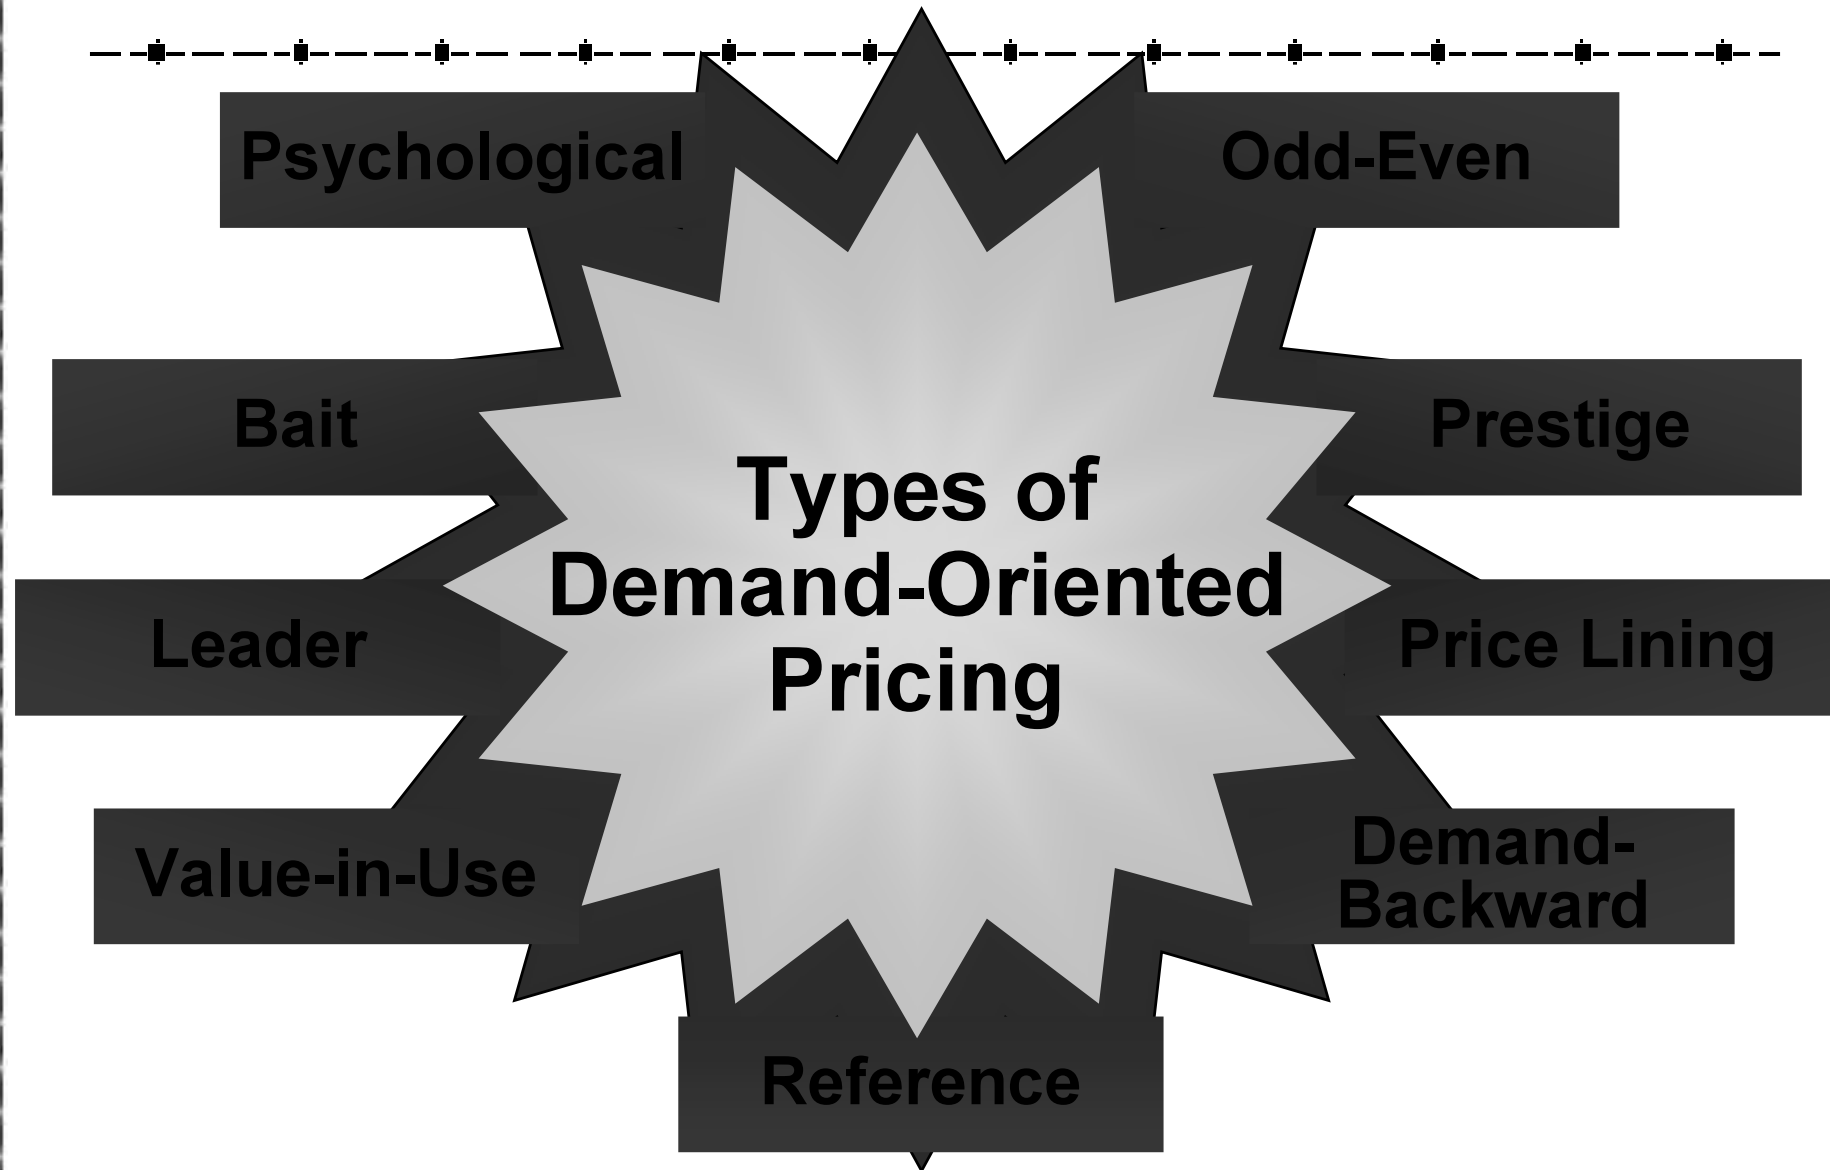 Psychological
Odd-Even
Bait
Prestige
Types of
Demand-Oriented
Pricing
Leader
Price Lining
Value-in-Use
Demand-
Backward
Reference